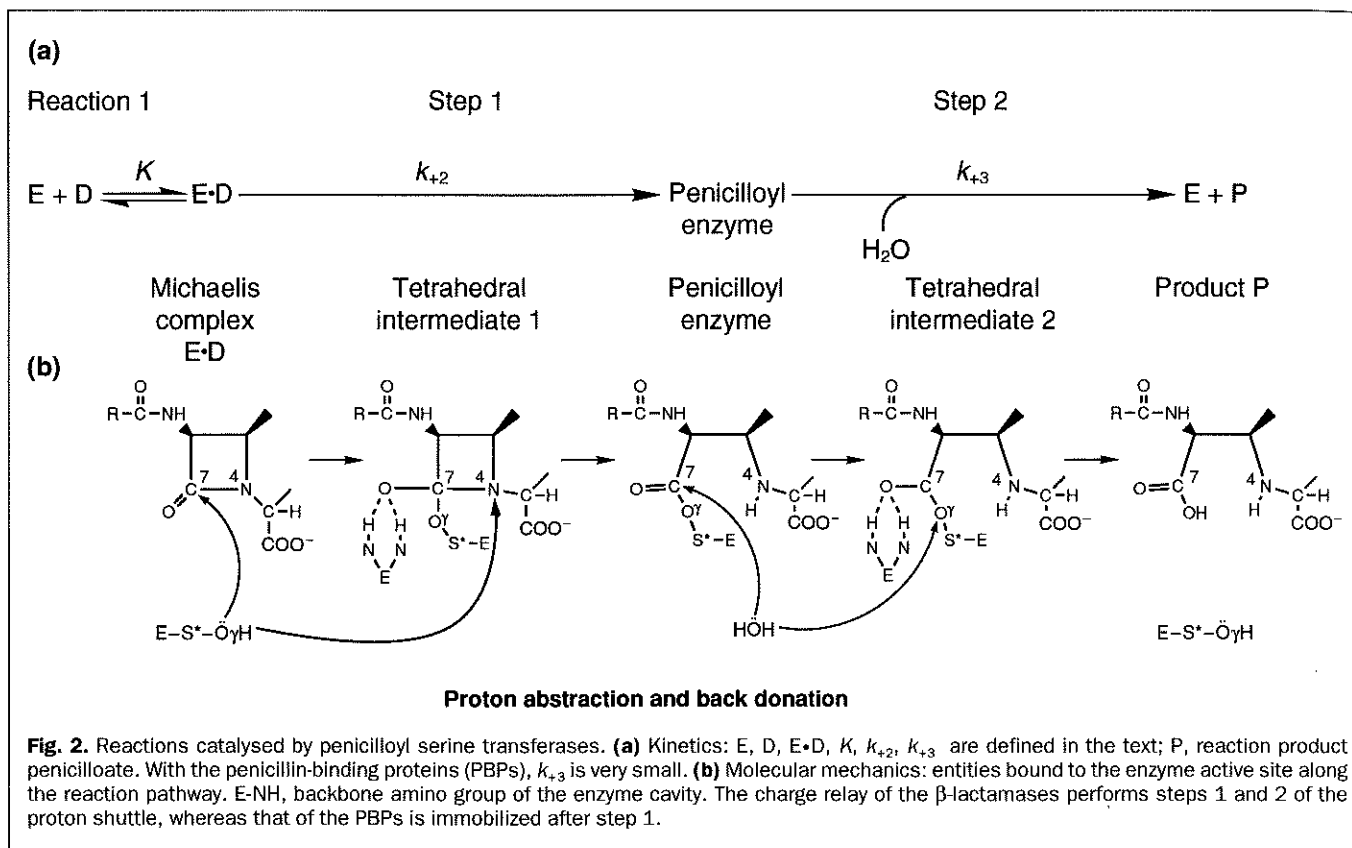 (a)
Reaction 1 Step 1 Step 2
E + D K E•D k+2 Penicilloyl enzyme k+3 E + P
H₂O
Michaelis complex E•D
Tetrahedral intermediate 1
Penicilloyl enzyme
Tetrahedral intermediate 2
Product P
(b)
O R–C–NH 7 4 C N O C–H COO⁻
E–S*–ÖγH
O R–C–NH 7 4 O C N Oγ S*–E C–H COO⁻ H H N N E
O R–C–NH 7 4 O=C N H Oγ S*–E C–H COO⁻
HÖH
O R–C–NH 7 4 O C N H Oγ S*–E C–H COO⁻ H H N N E
O R–C–NH 7 4 O C N H OH C–H COO⁻
E–S*–ÖγH
Proton abstraction and back donation
Fig. 2. Reactions catalysed by penicilloyl serine transferases. (a) Kinetics: E, D, E•D, K, k+2, k+3 are defined in the text; P, reaction product
penicilloate. With the penicillin-binding proteins (PBPs), k+3 is very small. (b) Molecular mechanics: entities bound to the enzyme active site along
the reaction pathway. E-NH, backbone amino group of the enzyme cavity. The charge relay of the β-lactamases performs steps 1 and 2 of the
proton shuttle, whereas that of the PBPs is immobilized after step 1.